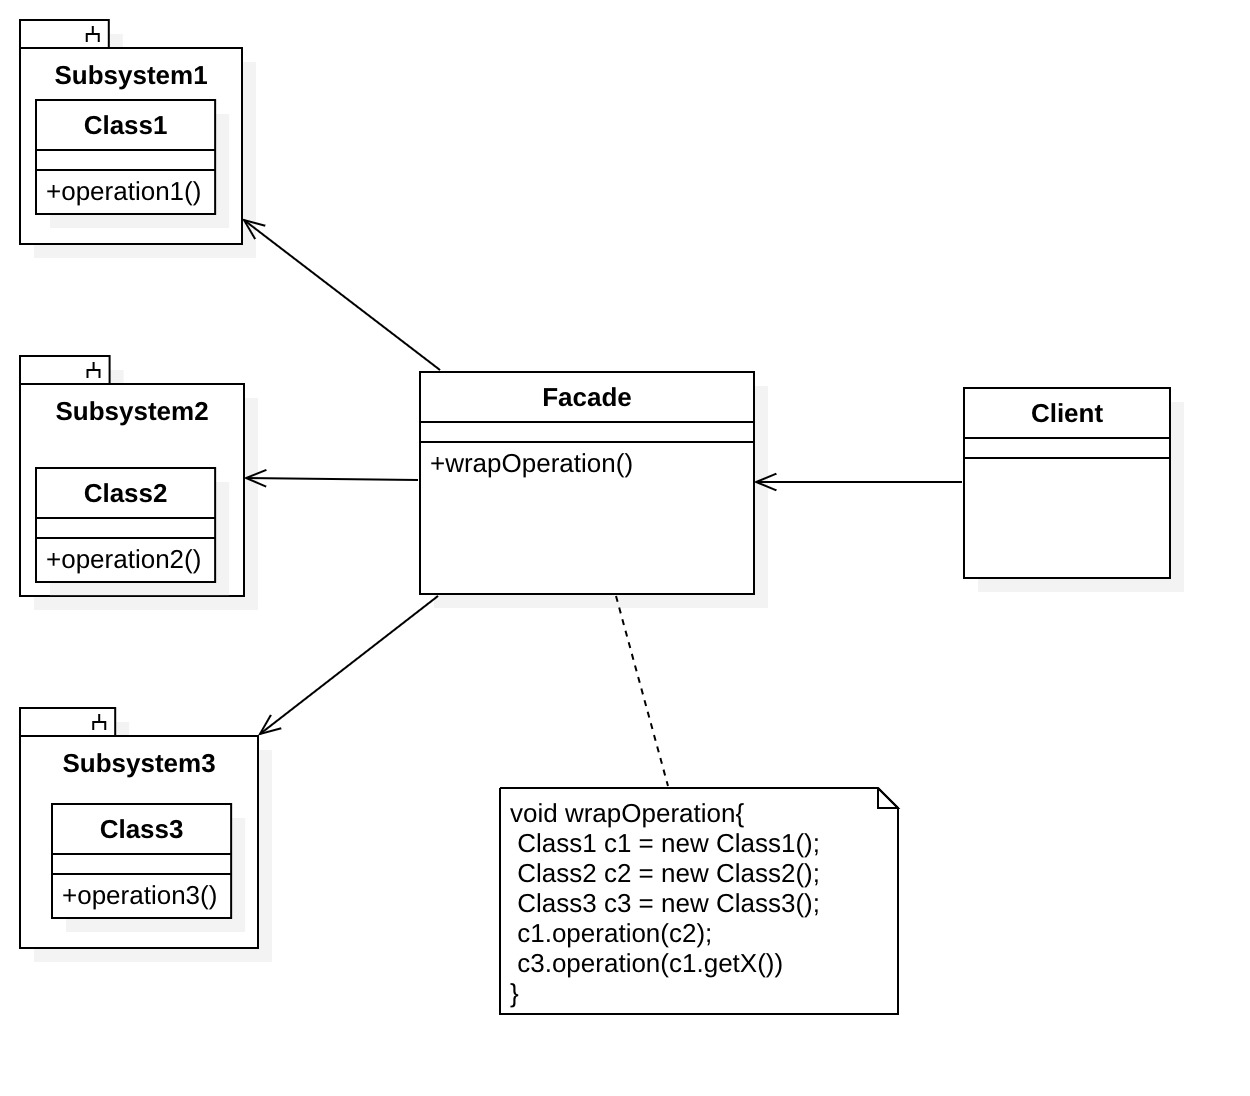 Subsystem1
Class1
+operation1()
Subsystem2
Class2
+operation2()
Subsystem3
Class3
+operation3()
Facade
+wrapOperation()
Client
void wrapOperation{
Class1 c1 = new Class1();
Class2 c2 = new Class2();
Class3 c3 = new Class3();
c1.operation(c2);
c3.operation(c1.getX())
}